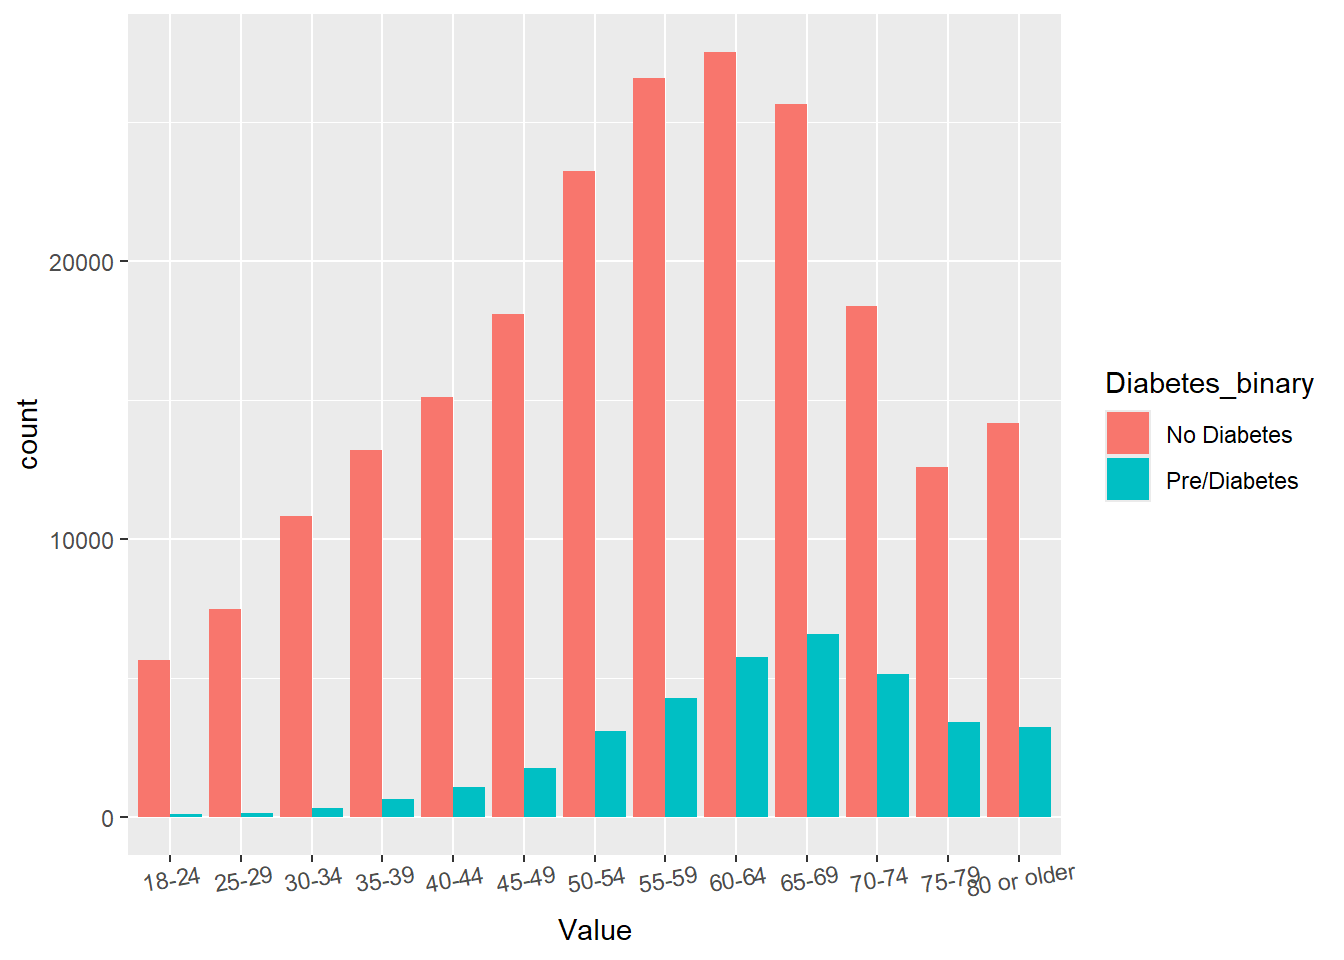 20000
10000
0
count
18-24
25-29
30-34
35-39
40-44
45-49
50-54
55-59
60-64
65-69
70-74
75-79
80 or older
Value
Diabetes_binary
No Diabetes
Pre/Diabetes